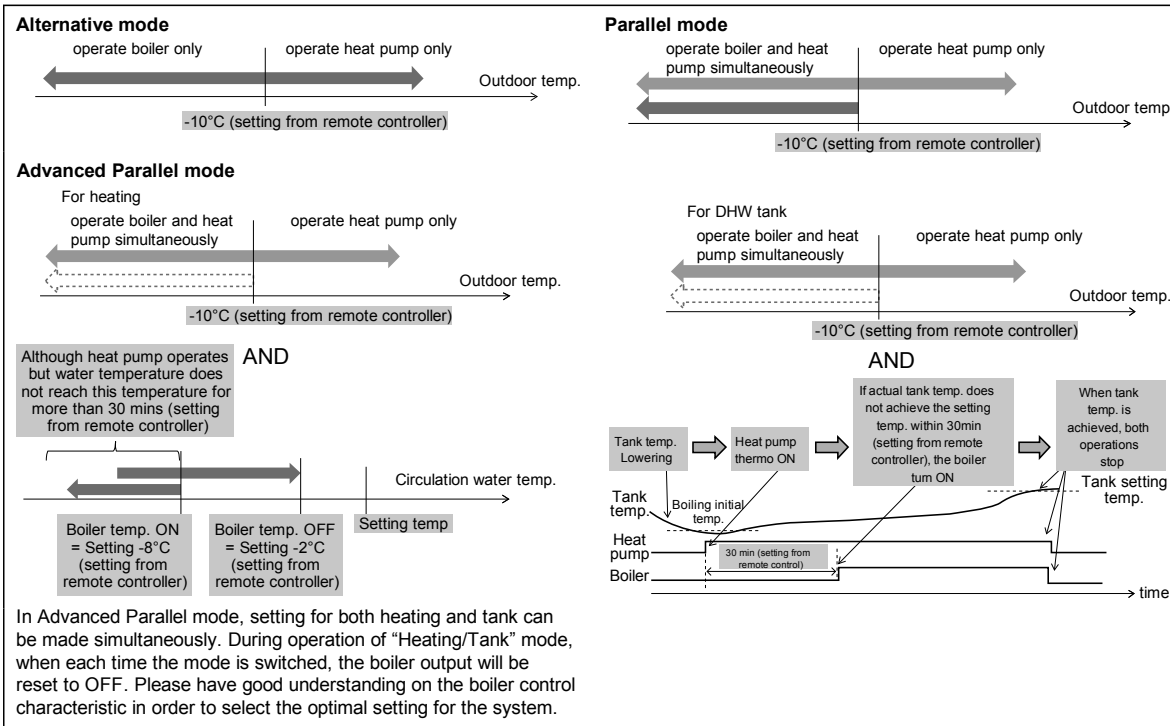 Alternative mode
operate boiler only
operate heat pump only
Outdoor temp.
-10°C (setting from remote controller)
Parallel mode
operate boiler and heat
pump simultaneously
operate heat pump only
Outdoor temp.
-10°C (setting from remote controller)
Advanced Parallel mode
For heating
operate boiler and heat
pump simultaneously
operate heat pump only
Outdoor temp.
-10°C (setting from remote controller)
AND
Although heat pump operates
but water temperature does
not reach this temperature for
more than 30 mins (setting
from remote controller)
Circulation water temp.
Boiler temp. ON
= Setting -8°C
(setting from
remote controller)
Boiler temp. OFF
= Setting -2°C
(setting from
remote controller)
Setting temp
For DHW tank
operate boiler and heat
pump simultaneously
operate heat pump only
Outdoor temp.
-10°C (setting from remote controller)
AND
Tank temp.
Lowering
Heat pump
thermo ON
If actual tank temp. does
not achieve the setting
temp. within 30min
(setting from remote
controller), the boiler
turn ON
When tank
temp. is
achieved, both
operations
stop
Tank setting
temp.
Tank
temp.
Boiling initial
temp.
Heat
pump
30 min (setting from
remote control)
Boiler
time
In Advanced Parallel mode, setting for both heating and tank can
be made simultaneously. During operation of “Heating/Tank” mode,
when each time the mode is switched, the boiler output will be
reset to OFF. Please have good understanding on the boiler control
characteristic in order to select the optimal setting for the system.